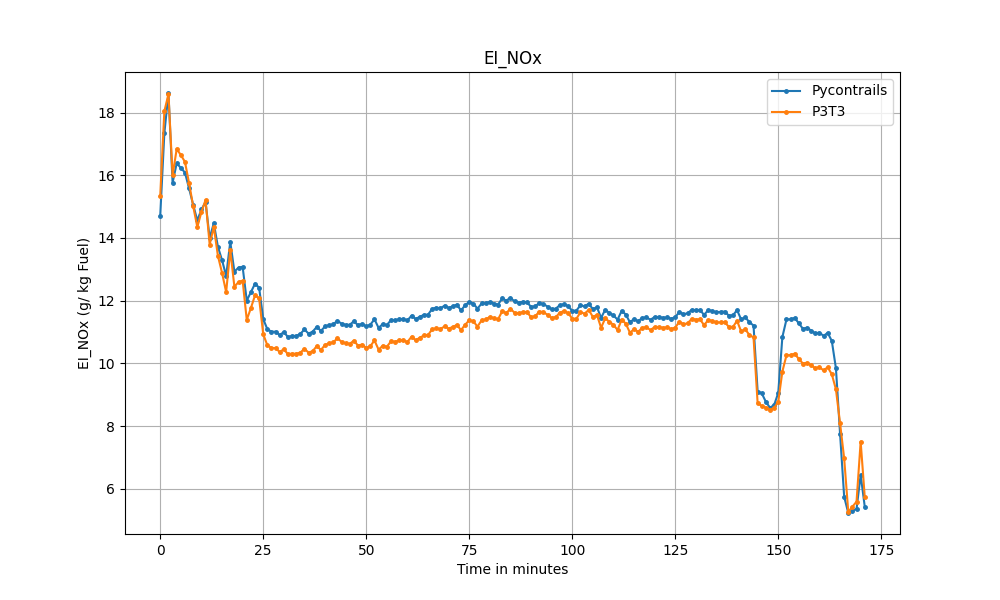 EI_NOx
Pycontrails
P3T3
EI_NOx (g/ kg Fuel)
18
16
14
12
10
8
6
0 25 50 75 100 125 150 175
Time in minutes